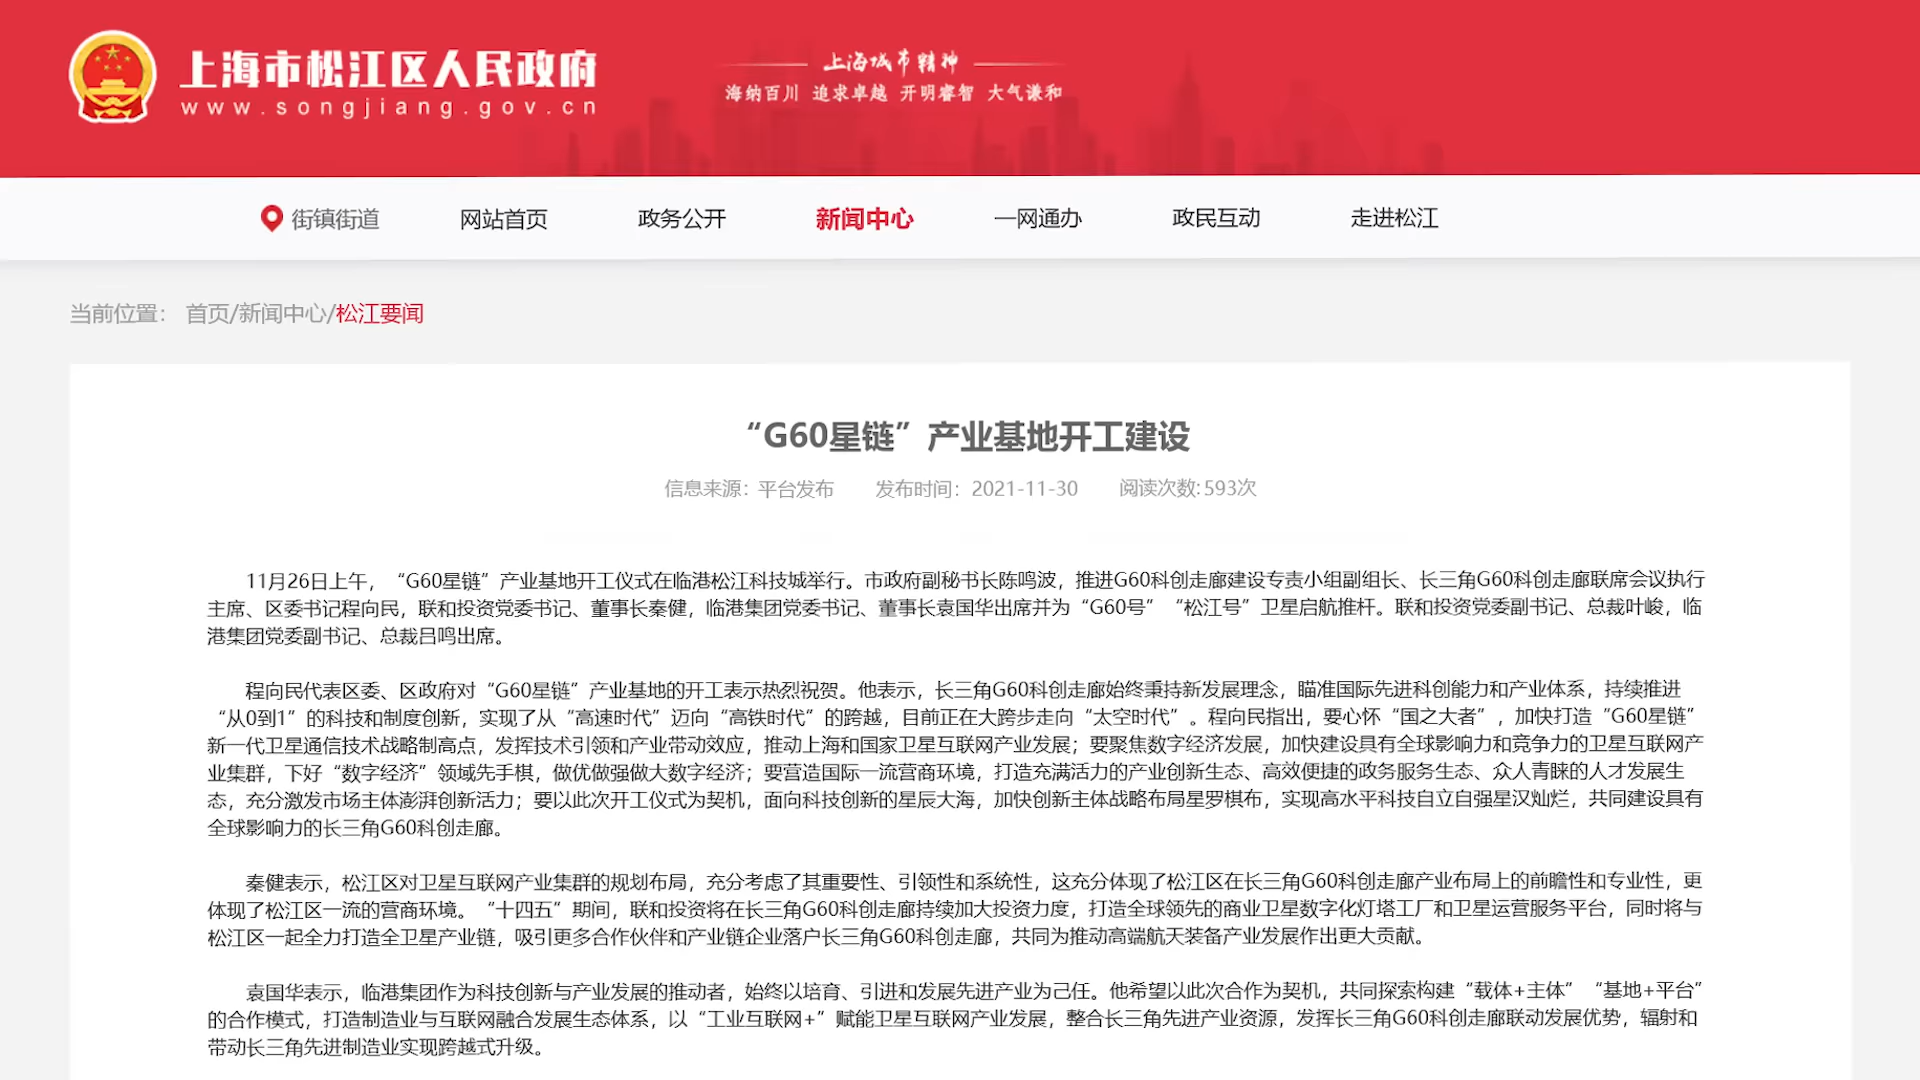 上海市松江区人民政府
www.songjiang.gov.cn
上海城市精神
海纳百川 追求卓越 开明睿智 大气谦和
街镇街道 网站首页 政务公开 新闻中心 一网通办 政民互动 走进松江
当前位置： 首页/新闻中心/松江要闻
“G60星链”产业基地开工建设
信息来源：平台发布 发布时间：2021-11-30 阅读次数:593次
11月26日上午，“G60星链”产业基地开工仪式在临港松江科技城举行。市政府副秘书长陈鸣波，推进G60科创走廊建设专责小组副组长、长三角G60科创走廊联席会议执行
主席、区委书记程向民，联和投资党委书记、董事长秦健，临港集团党委书记、董事长袁国华出席并为“G60号”“松江号”卫星启航推杆。联和投资党委副书记、总裁叶峻，临
港集团党委副书记、总裁吕鸣出席。
程向民代表区委、区政府对“G60星链”产业基地的开工表示热烈祝贺。他表示，长三角G60科创走廊始终秉持新发展理念，瞄准国际先进科创能力和产业体系，持续推进
“从0到1”的科技和制度创新，实现了从“高速时代”迈向“高铁时代”的跨越，目前正在大跨步走向“太空时代”。程向民指出，要心怀“国之大者”，加快打造“G60星链”
新一代卫星通信技术战略制高点，发挥技术引领和产业带动效应，推动上海和国家卫星互联网产业发展；要聚焦数字经济发展，加快建设具有全球影响力和竞争力的卫星互联网产
业集群，下好“数字经济”领域先手棋，做优做强做大数字经济；要营造国际一流营商环境，打造充满活力的产业创新生态、高效便捷的政务服务生态、众人青睐的人才发展生
态，充分激发市场主体澎湃创新活力；要以此次开工仪式为契机，面向科技创新的星辰大海，加快创新主体战略布局星罗棋布，实现高水平科技自立自强星汉灿烂，共同建设具有
全球影响力的长三角G60科创走廊。
秦健表示，松江区对卫星互联网产业集群的规划布局，充分考虑了其重要性、引领性和系统性，这充分体现了松江区在长三角G60科创走廊产业布局上的前瞻性和专业性，更
体现了松江区一流的营商环境。“十四五”期间，联和投资将在长三角G60科创走廊持续加大投资力度，打造全球领先的商业卫星数字化灯塔工厂和卫星运营服务平台，同时将与
松江区一起全力打造全卫星产业链，吸引更多合作伙伴和产业链企业落户长三角G60科创走廊，共同为推动高端航天装备产业发展作出更大贡献。
袁国华表示，临港集团作为科技创新与产业发展的推动者，始终以培育、引进和发展先进产业为己任。他希望以此次合作为契机，共同探索构建“载体+主体”“基地+平台”
的合作模式，打造制造业与互联网融合发展生态体系，以“工业互联网+”赋能卫星互联网产业发展，整合长三角先进产业资源，发挥长三角G60科创走廊联动发展优势，辐射和
带动长三角先进制造业实现跨越式升级。